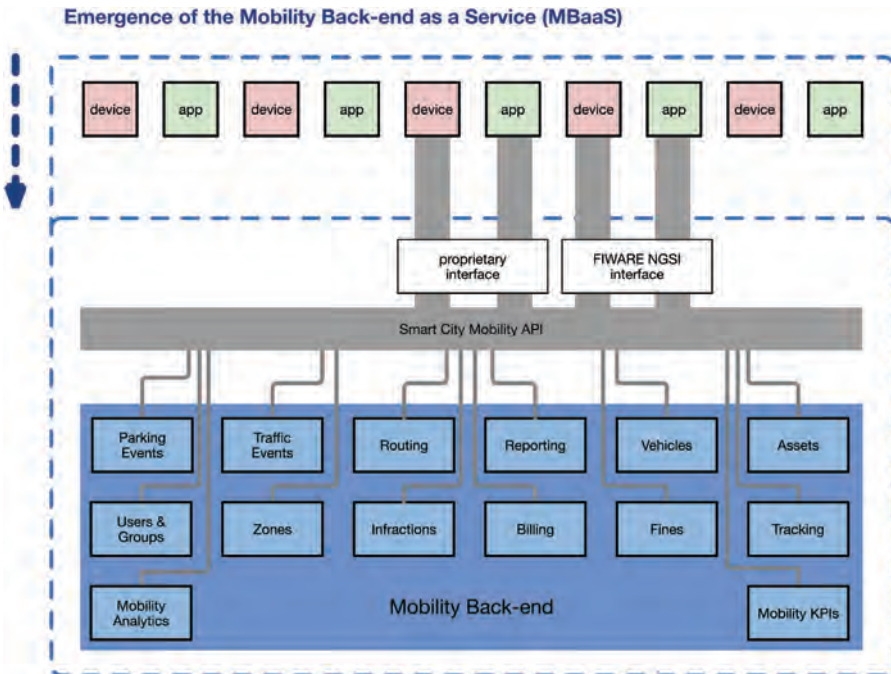 Emergence of the Mobility Back-end as a Service (MBaaS)
device
app
device
app
device
app
device
app
device
app
proprietary
interface
FIWARE NGSI
interface
Smart City Mobility API
Parking
Events
Traffic
Events
Routing
Reporting
Vehicles
Assets
Users &
Groups
Zones
Infractions
Billing
Fines
Tracking
Mobility
Analytics
Mobility Back-end
Mobility KPIs